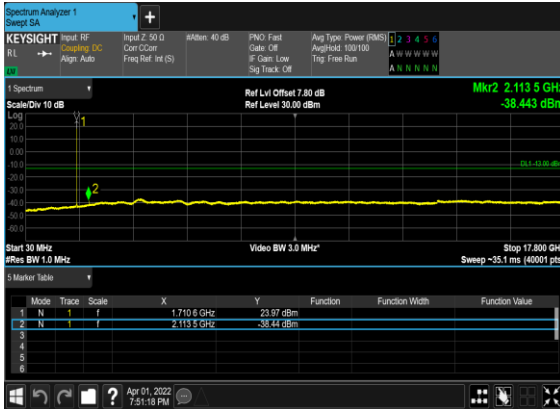 Spectrum Analyzer 1
Swept SA
KEYSIGHT
RL
Input: RF
Coupling: DC
Align: Auto
Input Z: 50 Ω
Corr CCorr
Freq Ref: Int (S)
#Atten: 40 dB
PNO: Fast
Gate: Off
IF Gain: Low
Sig Track: Off
Avg Type: Power (RMS)
Avg|Hold: 100/100
Trig: Free Run
1 2 3 4 5 6
A W W W W W
A N N N N N
1 Spectrum
Scale/Div 10 dB
Ref Lvl Offset 7.80 dB
Ref Level 30.00 dBm
Mkr2 2.113 5 GHz
-38.443 dBm
Log
20.0
10.0
0.00
-10.0
-20.0
-30.0
-40.0
-50.0
-60.0
1
2
DL1 -13.00 dBm
Start 30 MHz
#Res BW 1.0 MHz
Video BW 3.0 MHz*
Stop 17.800 GHz
Sweep ~35.1 ms (40001 pts)
5 Marker Table
Mode Trace Scale X Y Function Function Width Function Value
1 N 1 f 1.710 6 GHz 23.97 dBm
2 N 1 f 2.113 5 GHz -38.44 dBm
3
4
5
6
? Apr 01, 2022
7:51:18 PM